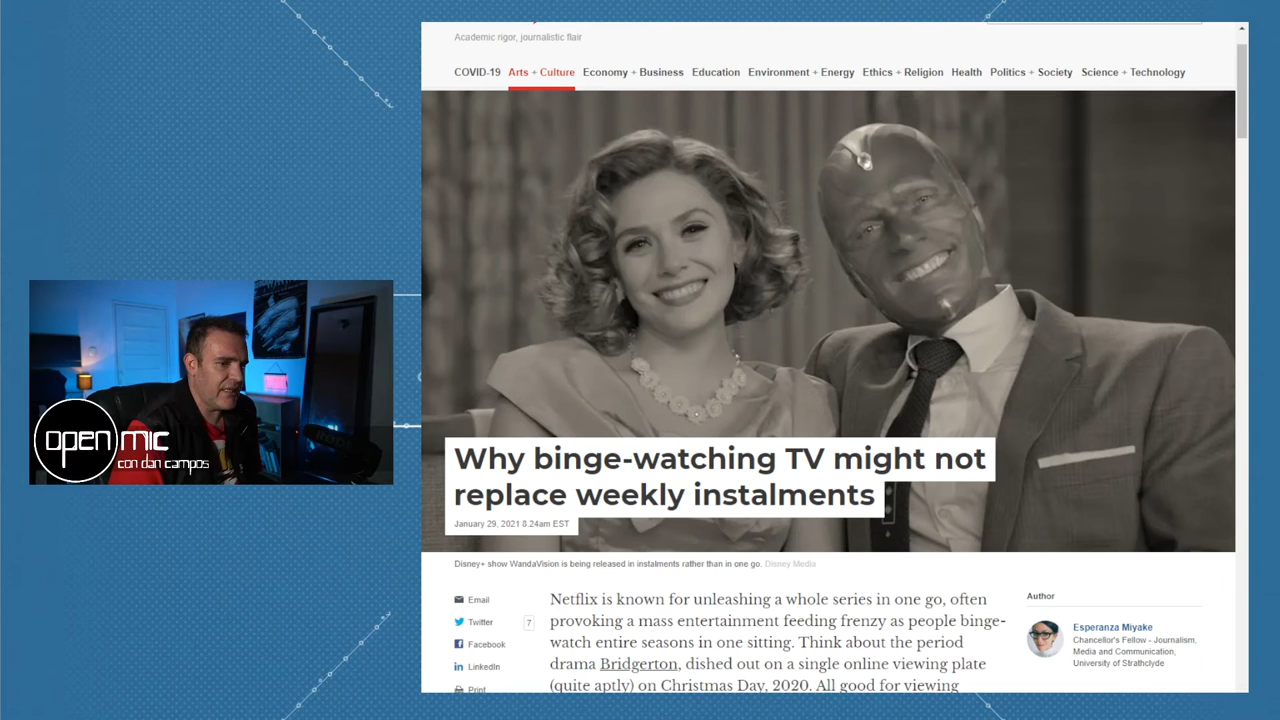 Academic rigor, journalistic flair
COVID-19 Arts + Culture Economy + Business Education Environment + Energy Ethics + Religion Health Politics + Society Science + Technology
Why binge-watching TV might not
replace weekly instalments
January 29, 2021 8.24am EST
Disney+ show WandaVision is being released in instalments rather than in one go. Disney Media
Email
Twitter 7
Facebook
LinkedIn
Print
Netflix is known for unleashing a whole series in one go, often
provoking a mass entertainment feeding frenzy as people binge-
watch entire seasons in one sitting. Think about the period
drama Bridgerton, dished out on a single online viewing plate
(quite aptly) on Christmas Day, 2020. All good for viewing
Author
Esperanza Miyake
Chancellor's Fellow - Journalism,
Media and Communication,
University of Strathclyde
open mic
con dan campos